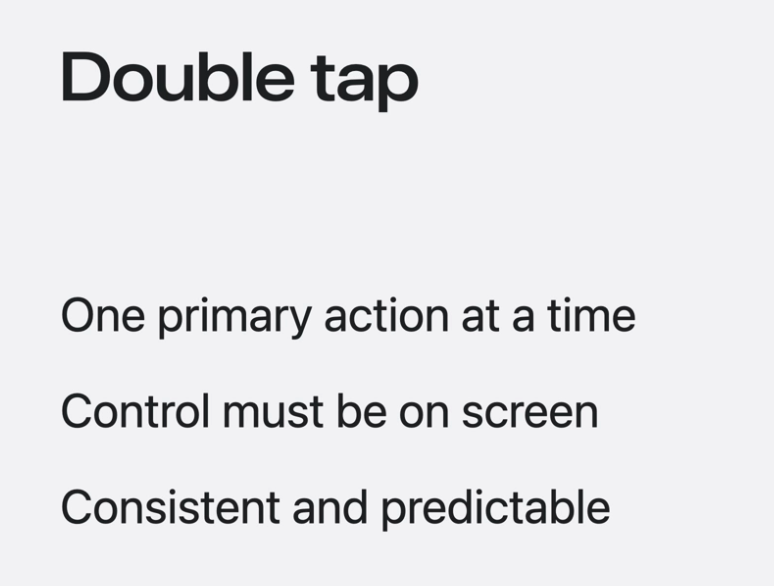 Double tap
One primary action at a time
Control must be on screen
Consistent and predictable